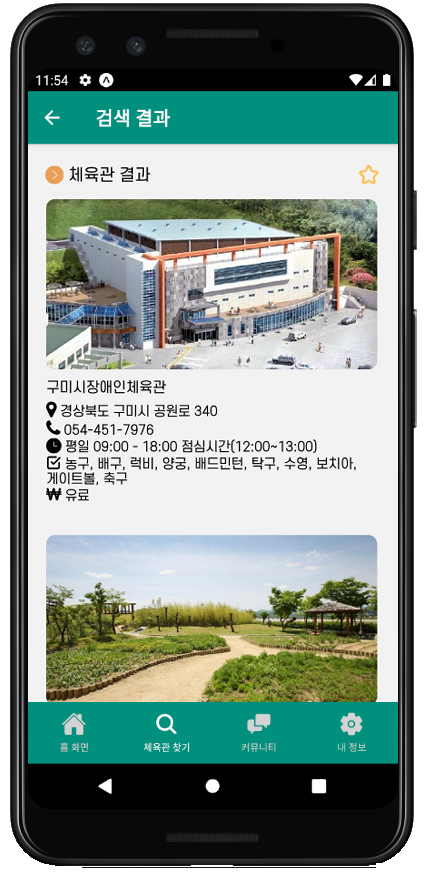 11:54
검색 결과
체육관 결과
구미시장애인체육관
경상북도 구미시 공원로 340
054-451-7976
평일 09:00 - 18:00 점심시간(12:00~13:00)
농구, 배구, 럭비, 양궁, 배드민턴, 탁구, 수영, 보치아,
게이트볼, 축구
₩ 유료
홈 화면 체육관 찾기 커뮤니티 내 정보